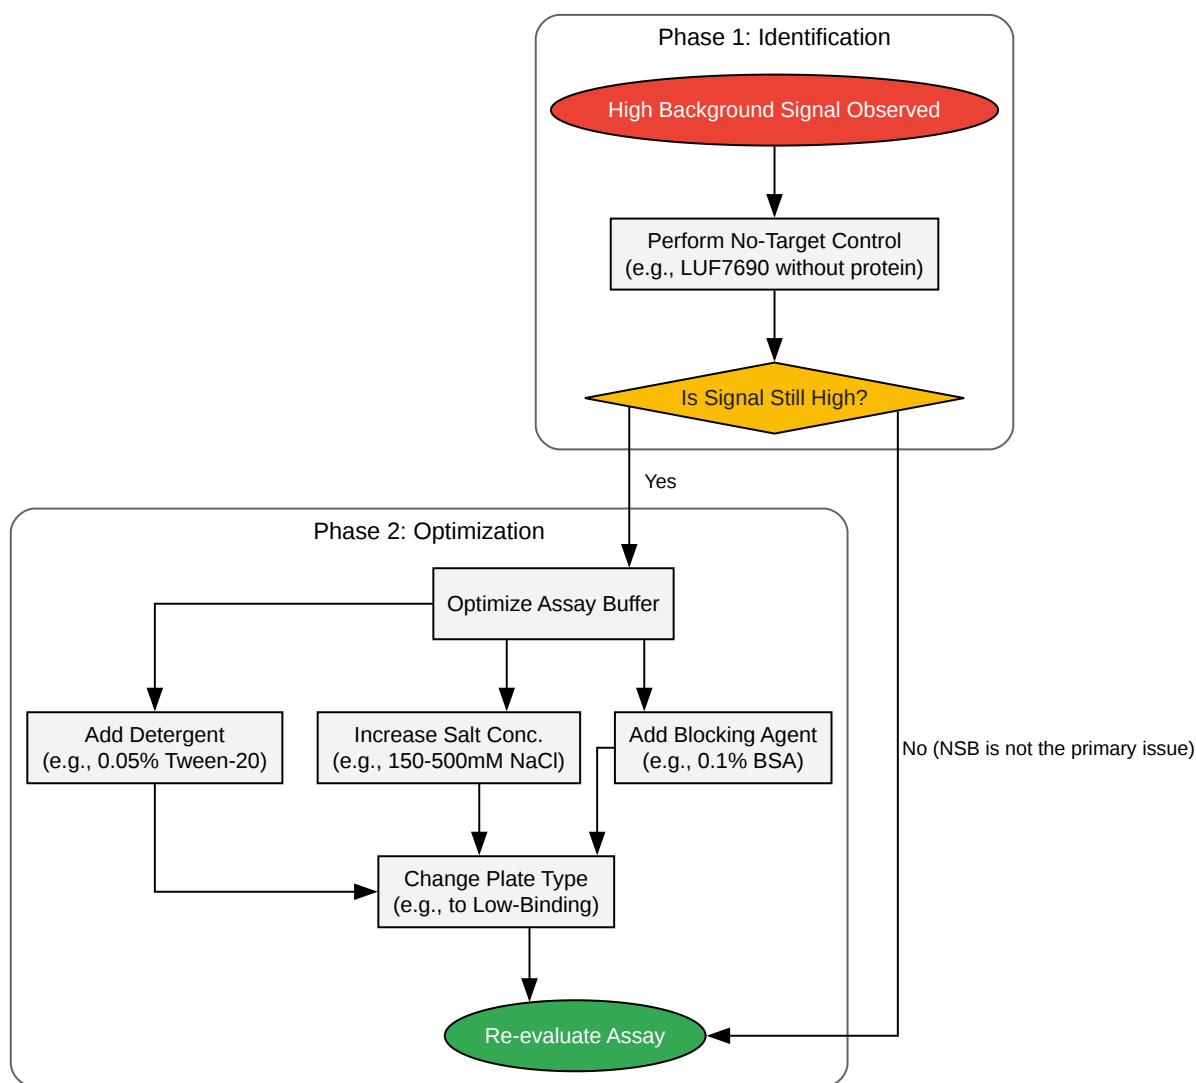 Phase 1: Identification
High Background Signal Observed
Perform No-Target Control
(e.g., LUF7690 without protein)
Is Signal Still High?
Yes
Phase 2: Optimization
Optimize Assay Buffer
Add Detergent
(e.g., 0.05% Tween-20)
Increase Salt Conc.
(e.g., 150-500mM NaCl)
Add Blocking Agent
(e.g., 0.1% BSA)
No (NSB is not the primary issue)
Change Plate Type
(e.g., to Low-Binding)
Re-evaluate Assay